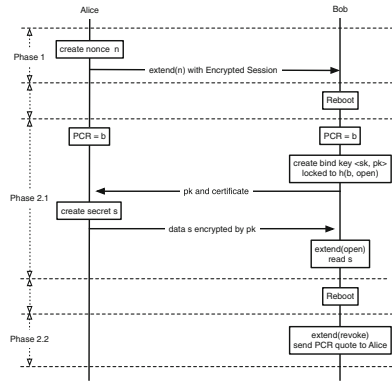 Alice
Bob
create nonce n
Phase 1
extend(n) with Encrypted Session
Reboot
PCR = b
PCR = b
create bind key <sk, pk>
locked to h(b, open)
pk and certificate
Phase 2.1
create secret s
data s encrypted by pk
extend(open)
read s
Reboot
extend(revoke)
send PCR quote to Alice
Phase 2.2